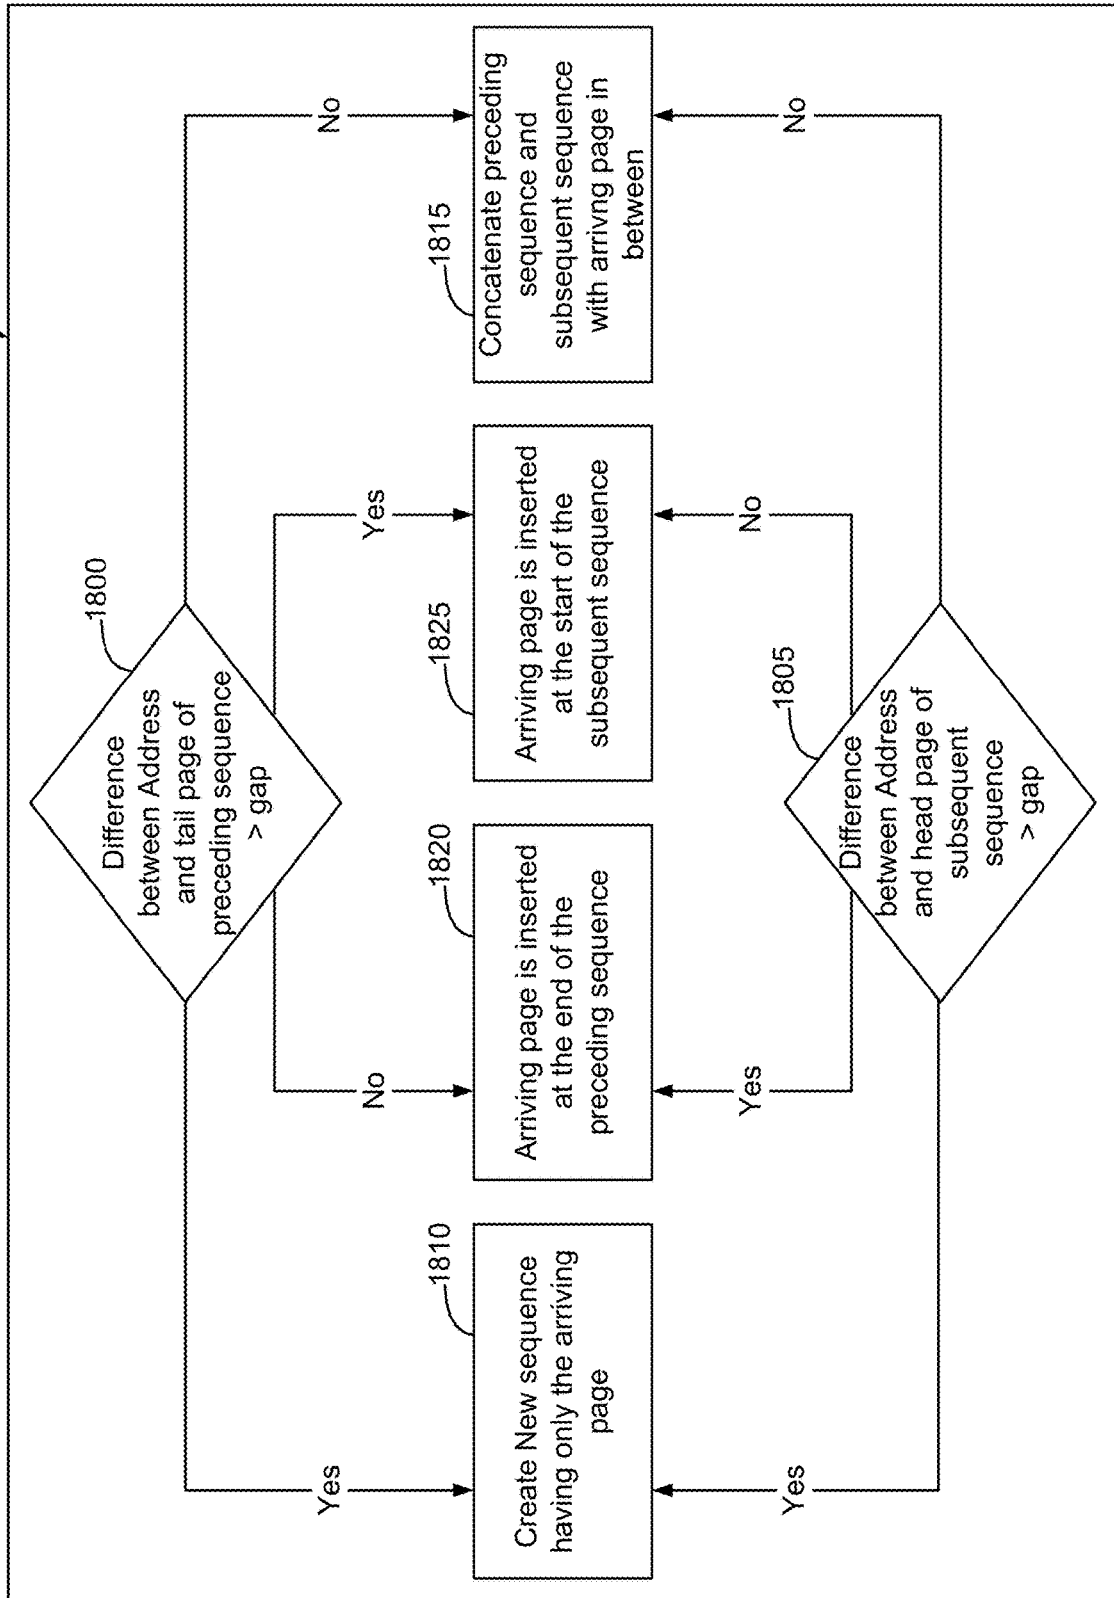 1800
Difference
between Address
and tail page of
preceding sequence
> gap
Yes
No
Yes
No
1810
Create New sequence
having only the arriving
page
1820
Arriving page is inserted
at the end of the
preceding sequence
1825
Arriving page is inserted
at the start of the
subsequent sequence
1815
Concatenate preceding
sequence and
subsequent sequence
with arrivng page in
between
Yes
Yes
No
No
1805
Difference
between Address
and head page of
subsequent
sequence
> gap